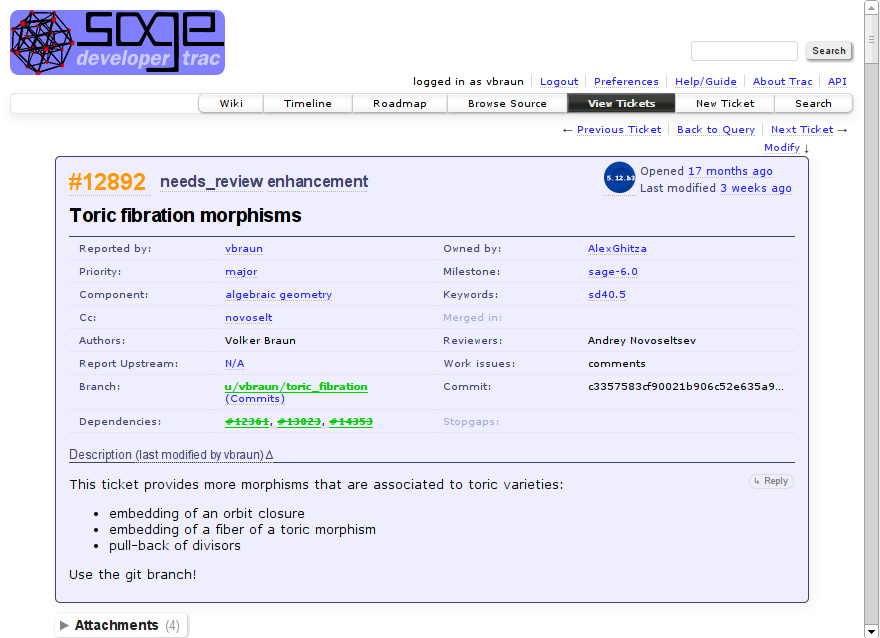 sage
developer trac
Search
logged in as vbraun Logout Preferences Help/Guide About Trac API
Wiki Timeline Roadmap Browse Source View Tickets New Ticket Search
← Previous Ticket Back to Query Next Ticket →
Modify ↓
#12892 needs_review enhancement
5.12.b3
Opened 17 months ago
Last modified 3 weeks ago
Toric fibration morphisms
Reported by: vbraun Owned by: AlexGhitza
Priority: major Milestone: sage-6.0
Component: algebraic geometry Keywords: sd40.5
Cc: novoselt Merged in:
Authors: Volker Braun Reviewers: Andrey Novoseltsev
Report Upstream: N/A Work issues: comments
Branch: u/vbraun/toric_fibration Commit: c3357583cf90021b906c52e635a9...
(Commits)
Dependencies: #12361, #13023, #14353 Stopgaps:
Description (last modified by vbraun) Δ
This ticket provides more morphisms that are associated to toric varieties:
↳ Reply
• embedding of an orbit closure
• embedding of a fiber of a toric morphism
• pull-back of divisors
Use the git branch!
▶ Attachments (4)